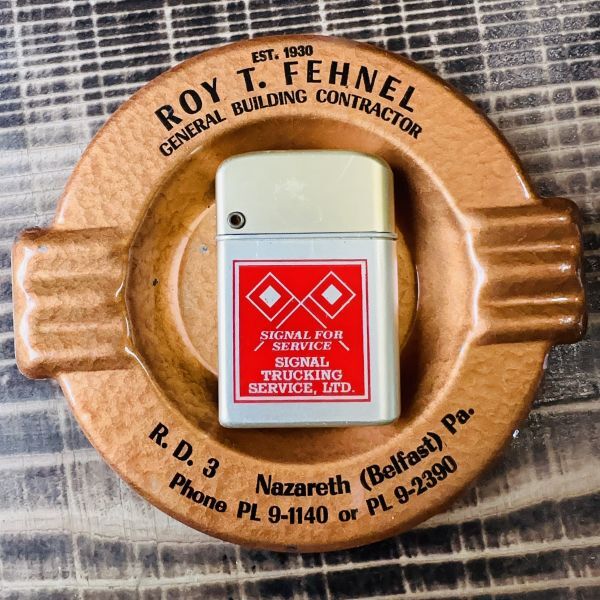 EST. 1930
ROY T. FEHNEL
GENERAL BUILDING CONTRACTOR
SIGNAL FOR
SERVICE
SIGNAL
TRUCKING
SERVICE, LTD.
R. D. 3 Nazareth (Belfast) Pa.
Phone PL 9-1140 or PL 9-2390